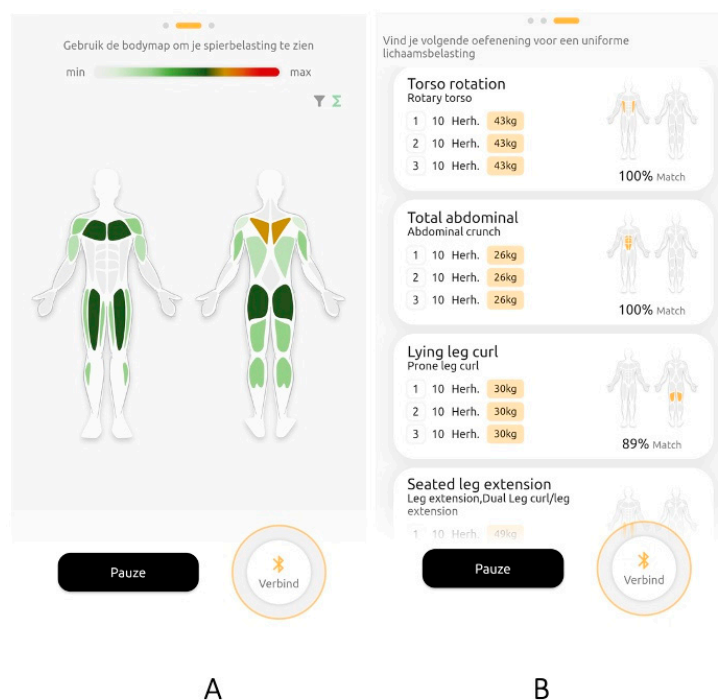 Gebruik de bodymap om je spierbelasting te zien
min
max
Σ
Pauze
Verbind
A
Vind je volgende oefenening voor een uniforme
lichaamsbelasting
Torso rotation
Rotary torso
1 10 Herh. 43kg
2 10 Herh. 43kg
3 10 Herh. 43kg
100% Match
Total abdominal
Abdominal crunch
1 10 Herh. 26kg
2 10 Herh. 26kg
3 10 Herh. 26kg
100% Match
Lying leg curl
Prone leg curl
1 10 Herh. 30kg
2 10 Herh. 30kg
3 10 Herh. 30kg
89% Match
Seated leg extension
Leg extension,Dual Leg curl/leg
extension
1 10 Herh. 49kg
Pauze
Verbind
B